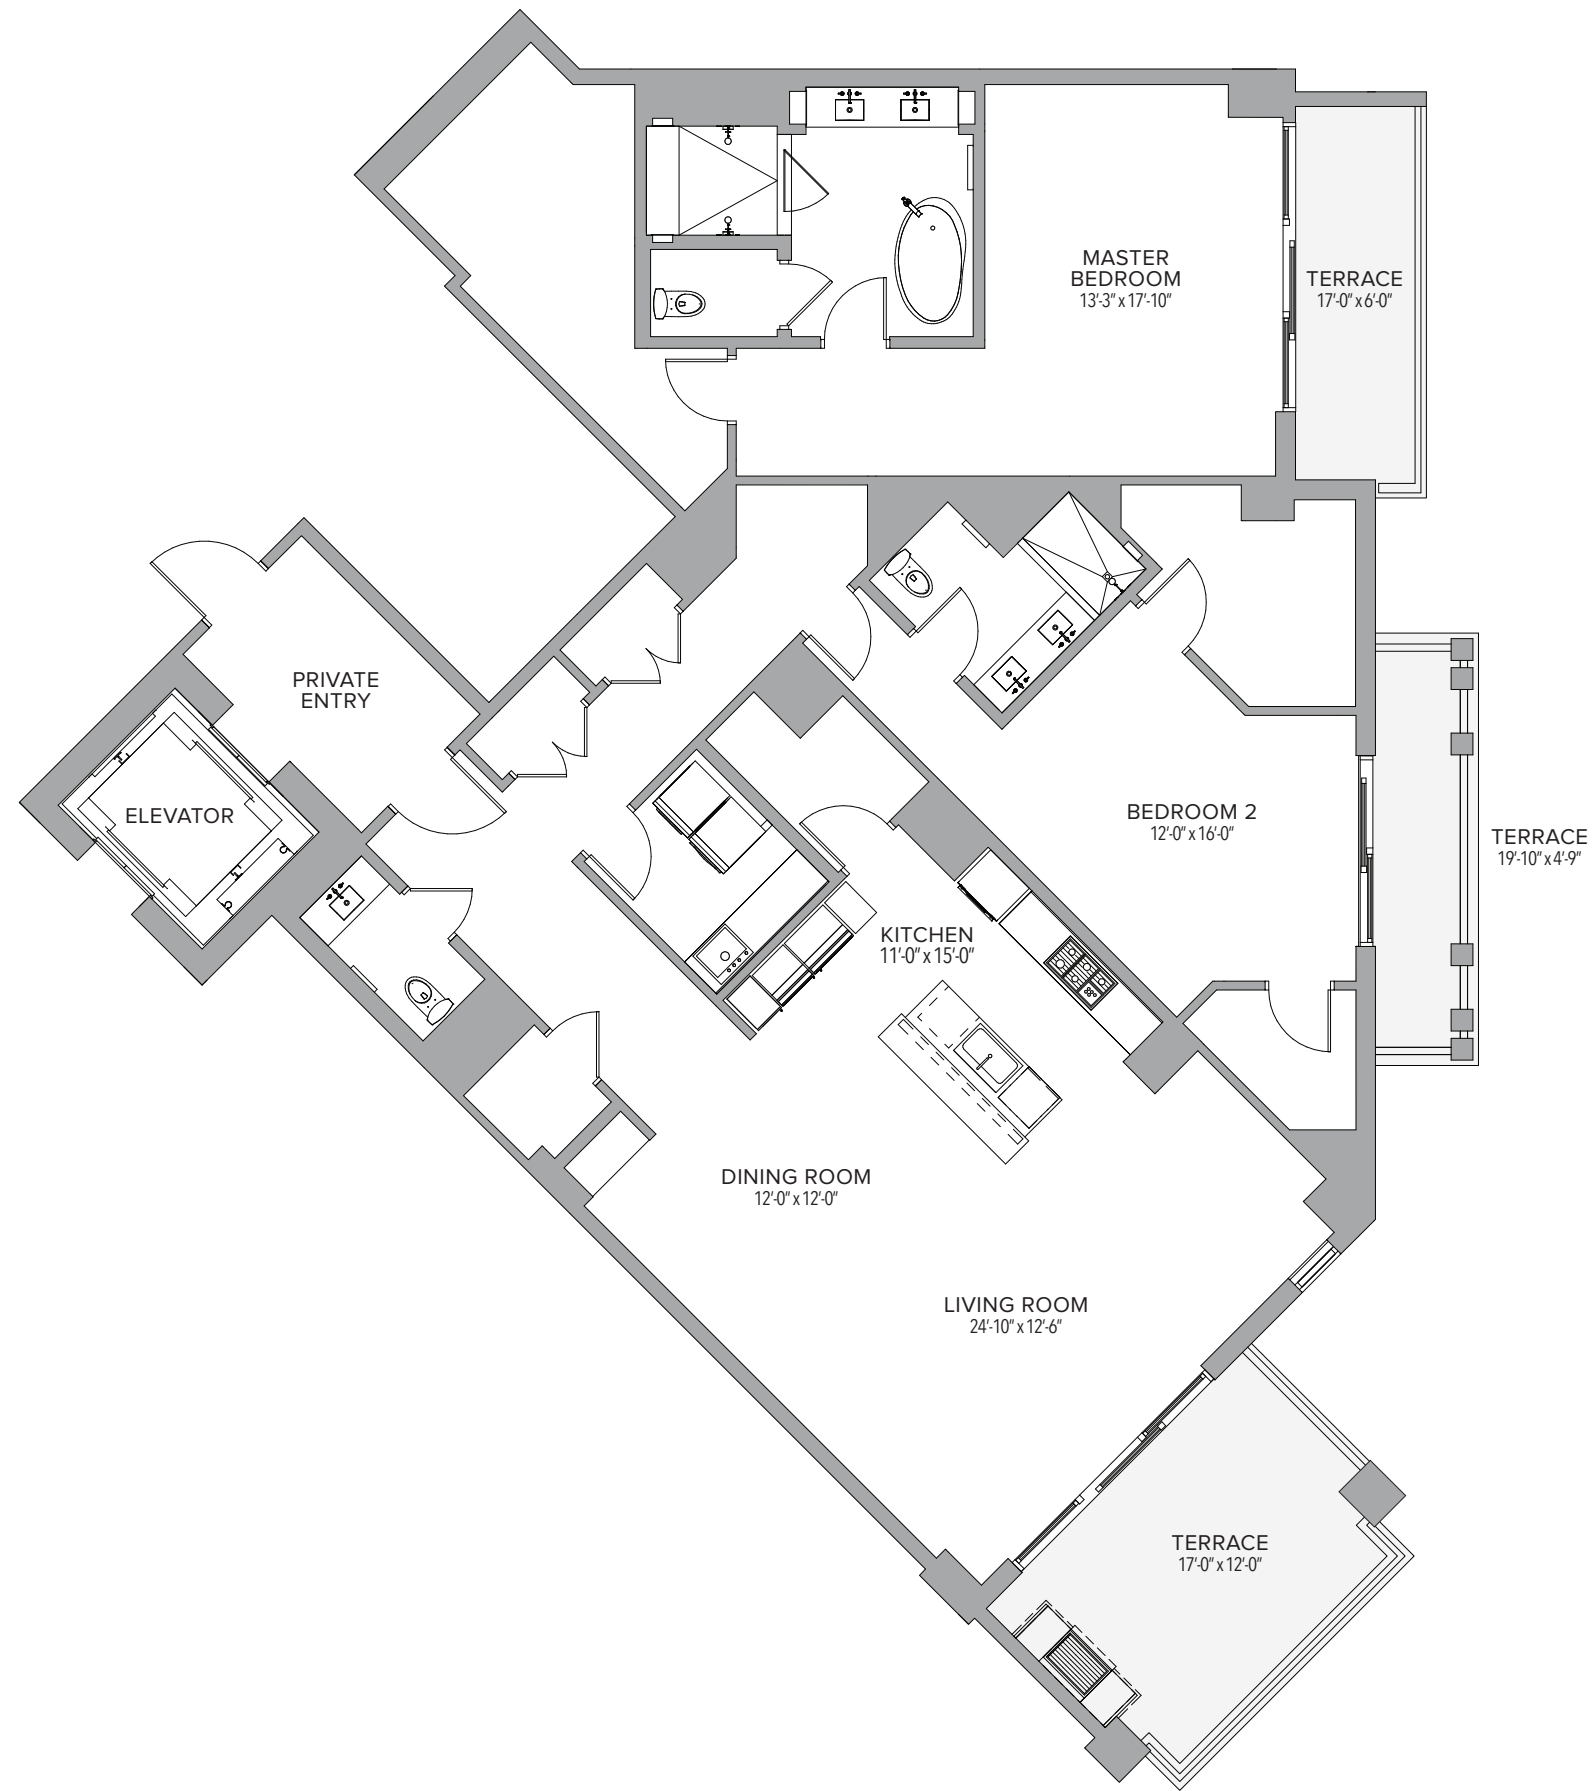 MASTER
BEDROOM
13'-3" x 17'-10"
TERRACE
17'-0" x 6'-0"
PRIVATE
ENTRY
ELEVATOR
BEDROOM 2
12'-0" x 16'-0"
TERRACE
19'-10" x 4'-9"
KITCHEN
11'-0" x 15'-0"
DINING ROOM
12'-0" x 12'-0"
LIVING ROOM
24'-10" x 12'-6"
TERRACE
17'-0" x 12'-0"